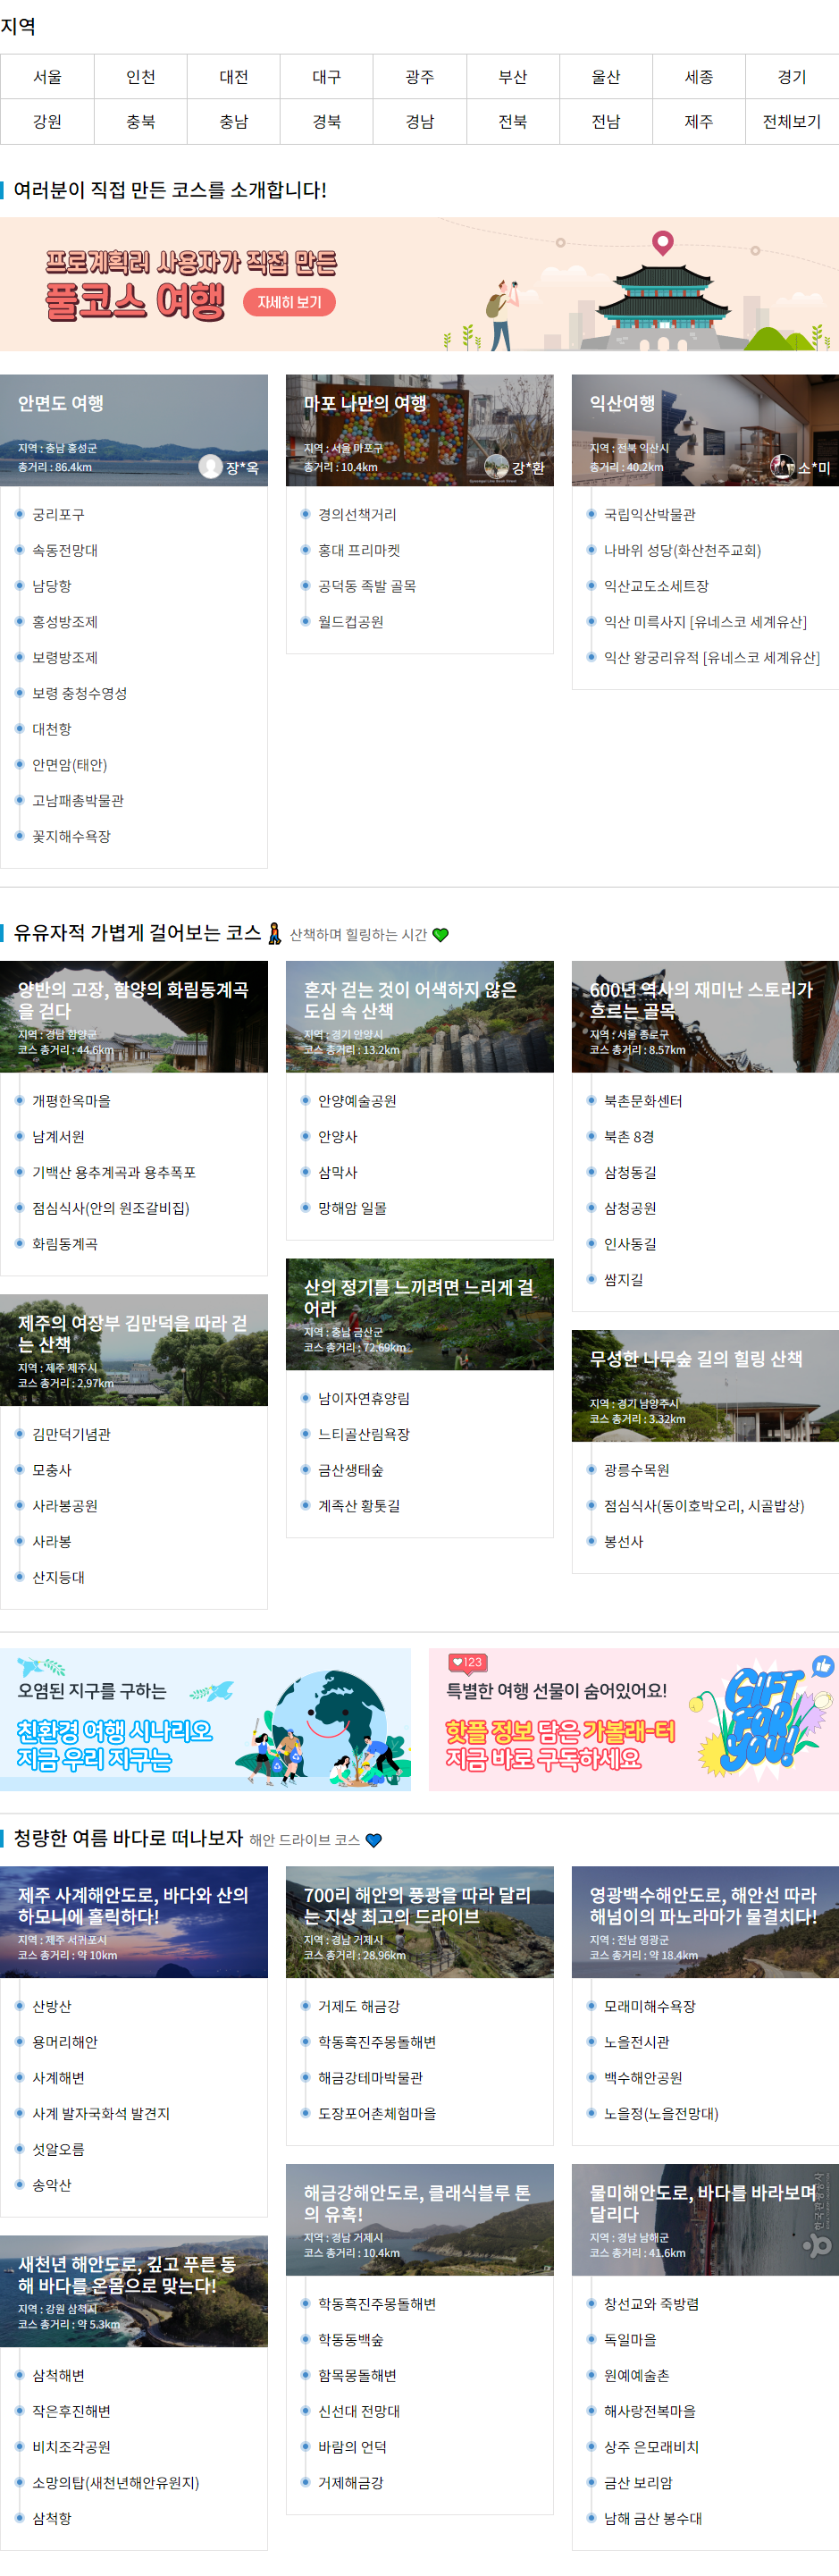 지역
서울 인천 대전 대구 광주 부산 울산 세종 경기
강원 충북 충남 경북 경남 전북 전남 제주 전체보기
여러분이 직접 만든 코스를 소개합니다!
프로계획러 사용자가 직접 만든
풀코스 여행 자세히 보기
안면도 여행
지역 : 충남 홍성군
총거리 : 86.4km
장*옥
궁리포구
속동전망대
남당항
홍성방조제
보령방조제
보령 충청수영성
대천항
안면암(태안)
고남패총박물관
꽃지해수욕장
마포 나만의 여행
지역 : 서울 마포구
총거리 : 10.4km
강*환
경의선책거리
홍대 프리마켓
공덕동 족발 골목
월드컵공원
익산여행
지역 : 전북 익산시
총거리 : 40.2km
소*미
국립익산박물관
나바위 성당(화산천주교회)
익산교도소세트장
익산 미륵사지 [유네스코 세계유산]
익산 왕궁리유적 [유네스코 세계유산]
유유자적 가볍게 걸어보는 코스 산책하며 힐링하는 시간
양반의 고장, 함양의 화림동계곡
을 걷다
지역 : 경남 함양군
코스 총거리 : 44.6km
개평한옥마을
남계서원
기백산 용추계곡과 용추폭포
점심식사(안의 원조갈비집)
화림동계곡
제주의 여장부 김만덕을 따라 걷
는 산책
지역 : 제주 제주시
코스 총거리 : 2.97km
김만덕기념관
모충사
사라봉공원
사라봉
산지등대
혼자 걷는 것이 어색하지 않은
도심 속 산책
지역 : 경기 안양시
코스 총거리 : 13.2km
안양예술공원
안양사
삼막사
망해암 일몰
산의 정기를 느끼려면 느리게 걸
어라
지역 : 충남 금산군
코스 총거리 : 72.69km
남이자연휴양림
느티골산림욕장
금산생태숲
계족산 황톳길
600년 역사의 재미난 스토리가
흐르는 골목
지역 : 서울 종로구
코스 총거리 : 8.57km
북촌문화센터
북촌 8경
삼청동길
삼청공원
인사동길
쌈지길
무성한 나무숲 길의 힐링 산책
지역 : 경기 남양주시
코스 총거리 : 3.32km
광릉수목원
점심식사(동이호박오리, 시골밥상)
봉선사
오염된 지구를 구하는
친환경 여행 시나리오
지금 우리 지구는
123
특별한 여행 선물이 숨어있어요!
핫플 정보 담은 가볼래-터
지금 바로 구독하세요
GIFT
FOR
YOU!
청량한 여름 바다로 떠나보자 해안 드라이브 코스
제주 사계해안도로, 바다와 산의
하모니에 홀릭하다!
지역 : 제주 서귀포시
코스 총거리 : 약 10km
산방산
용머리해안
사계해변
사계 발자국화석 발견지
섯알오름
송악산
새천년 해안도로, 깊고 푸른 동
해 바다를 온몸으로 맞는다!
지역 : 강원 삼척시
코스 총거리 : 약 5.3km
삼척해변
작은후진해변
비치조각공원
소망의탑(새천년해안유원지)
삼척항
700리 해안의 풍광을 따라 달리
는 지상 최고의 드라이브
지역 : 경남 거제시
코스 총거리 : 28.96km
거제도 해금강
학동흑진주몽돌해변
해금강테마박물관
도장포어촌체험마을
해금강해안도로, 클래식블루 톤
의 유혹!
지역 : 경남 거제시
코스 총거리 : 10.4km
학동흑진주몽돌해변
학동동백숲
함목몽돌해변
신선대 전망대
바람의 언덕
거제해금강
영광백수해안도로, 해안선 따라
해넘이의 파노라마가 물결치다!
지역 : 전남 영광군
코스 총거리 : 약 18.4km
모래미해수욕장
노을전시관
백수해안공원
노을정(노을전망대)
물미해안도로, 바다를 바라보며
달리다
지역 : 경남 남해군
코스 총거리 : 41.6km
한국관광공사
창선교와 죽방렴
독일마을
원예예술촌
해사랑전복마을
상주 은모래비치
금산 보리암
남해 금산 봉수대